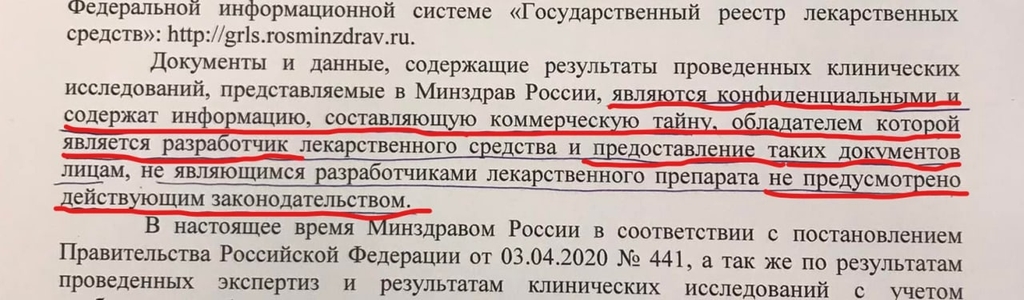 Федеральной информационной системе «Государственный реестр лекарственных
средств»: http://grls.rosminzdrav.ru.
Документы и данные, содержащие результаты проведенных клинических
исследований, представляемые в Минздрав России, являются конфиденциальными и
содержат информацию, составляющую коммерческую тайну, обладателем которой
является разработчик лекарственного средства и предоставление таких документов
лицам, не являющимся разработчиками лекарственного препарата не предусмотрено
действующим законодательством.
В настоящее время Минздравом России в соответствии с постановлением
Правительства Российской Федерации от 03.04.2020 № 441, а так же по результатам
проведенных экспертиз и результатам клинических исследований с учетом